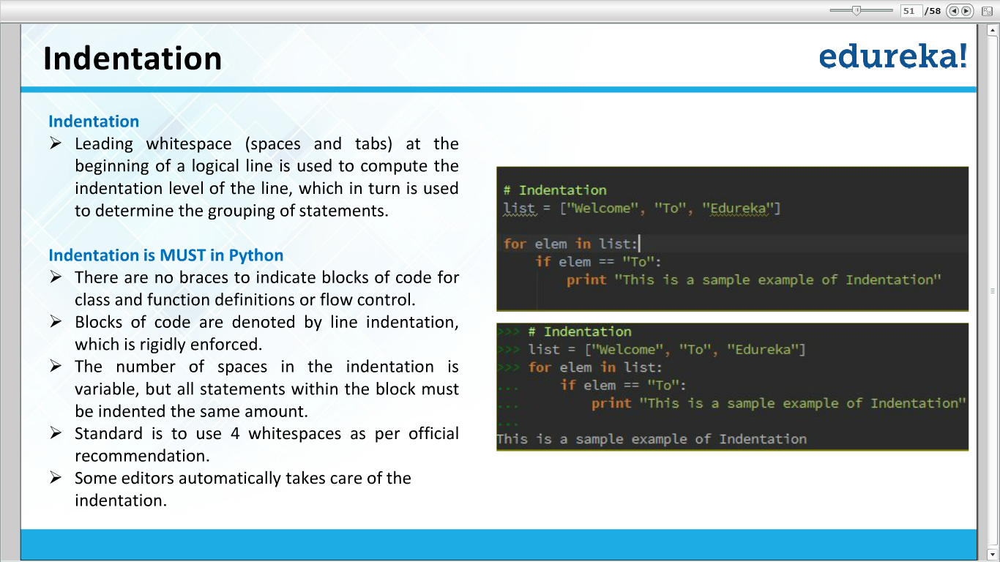 51 /58
Indentation
edureka!
Indentation
➢ Leading whitespace (spaces and tabs) at the
beginning of a logical line is used to compute the
indentation level of the line, which in turn is used
to determine the grouping of statements.
Indentation is MUST in Python
➢ There are no braces to indicate blocks of code for
class and function definitions or flow control.
➢ Blocks of code are denoted by line indentation,
which is rigidly enforced.
➢ The number of spaces in the indentation is
variable, but all statements within the block must
be indented the same amount.
➢ Standard is to use 4 whitespaces as per official
recommendation.
➢ Some editors automatically takes care of the
indentation.
# Indentation
list = ["Welcome", "To", "Edureka"]
for elem in list:
    if elem == "To":
        print "This is a sample example of Indentation"
>>> # Indentation
>>> list = ["Welcome", "To", "Edureka"]
>>> for elem in list:
...     if elem == "To":
...         print "This is a sample example of Indentation"
...
This is a sample example of Indentation